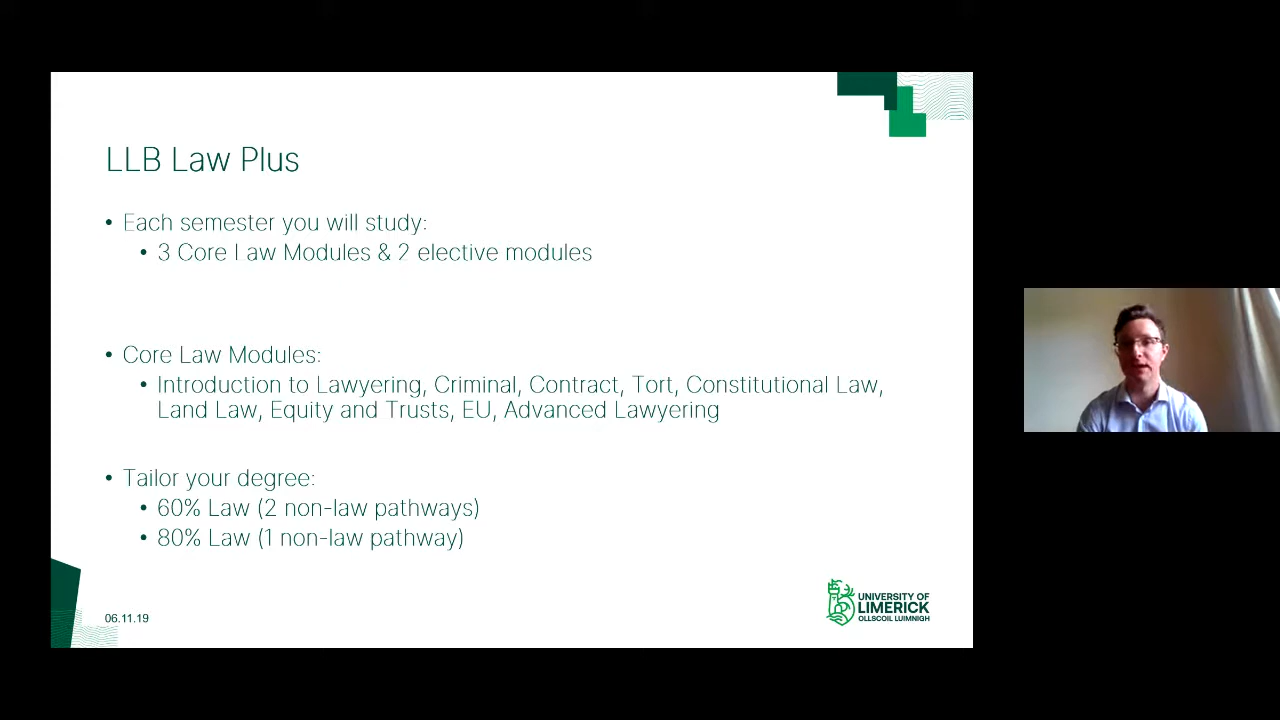 LLB Law Plus
• Each semester you will study:
• 3 Core Law Modules & 2 elective modules
• Core Law Modules:
• Introduction to Lawyering, Criminal, Contract, Tort, Constitutional Law,
Land Law, Equity and Trusts, EU, Advanced Lawyering
• Tailor your degree:
• 60% Law (2 non-law pathways)
• 80% Law (1 non-law pathway)
06.11.19
UNIVERSITY OF
LIMERICK
OLLSCOIL LUIMNIGH